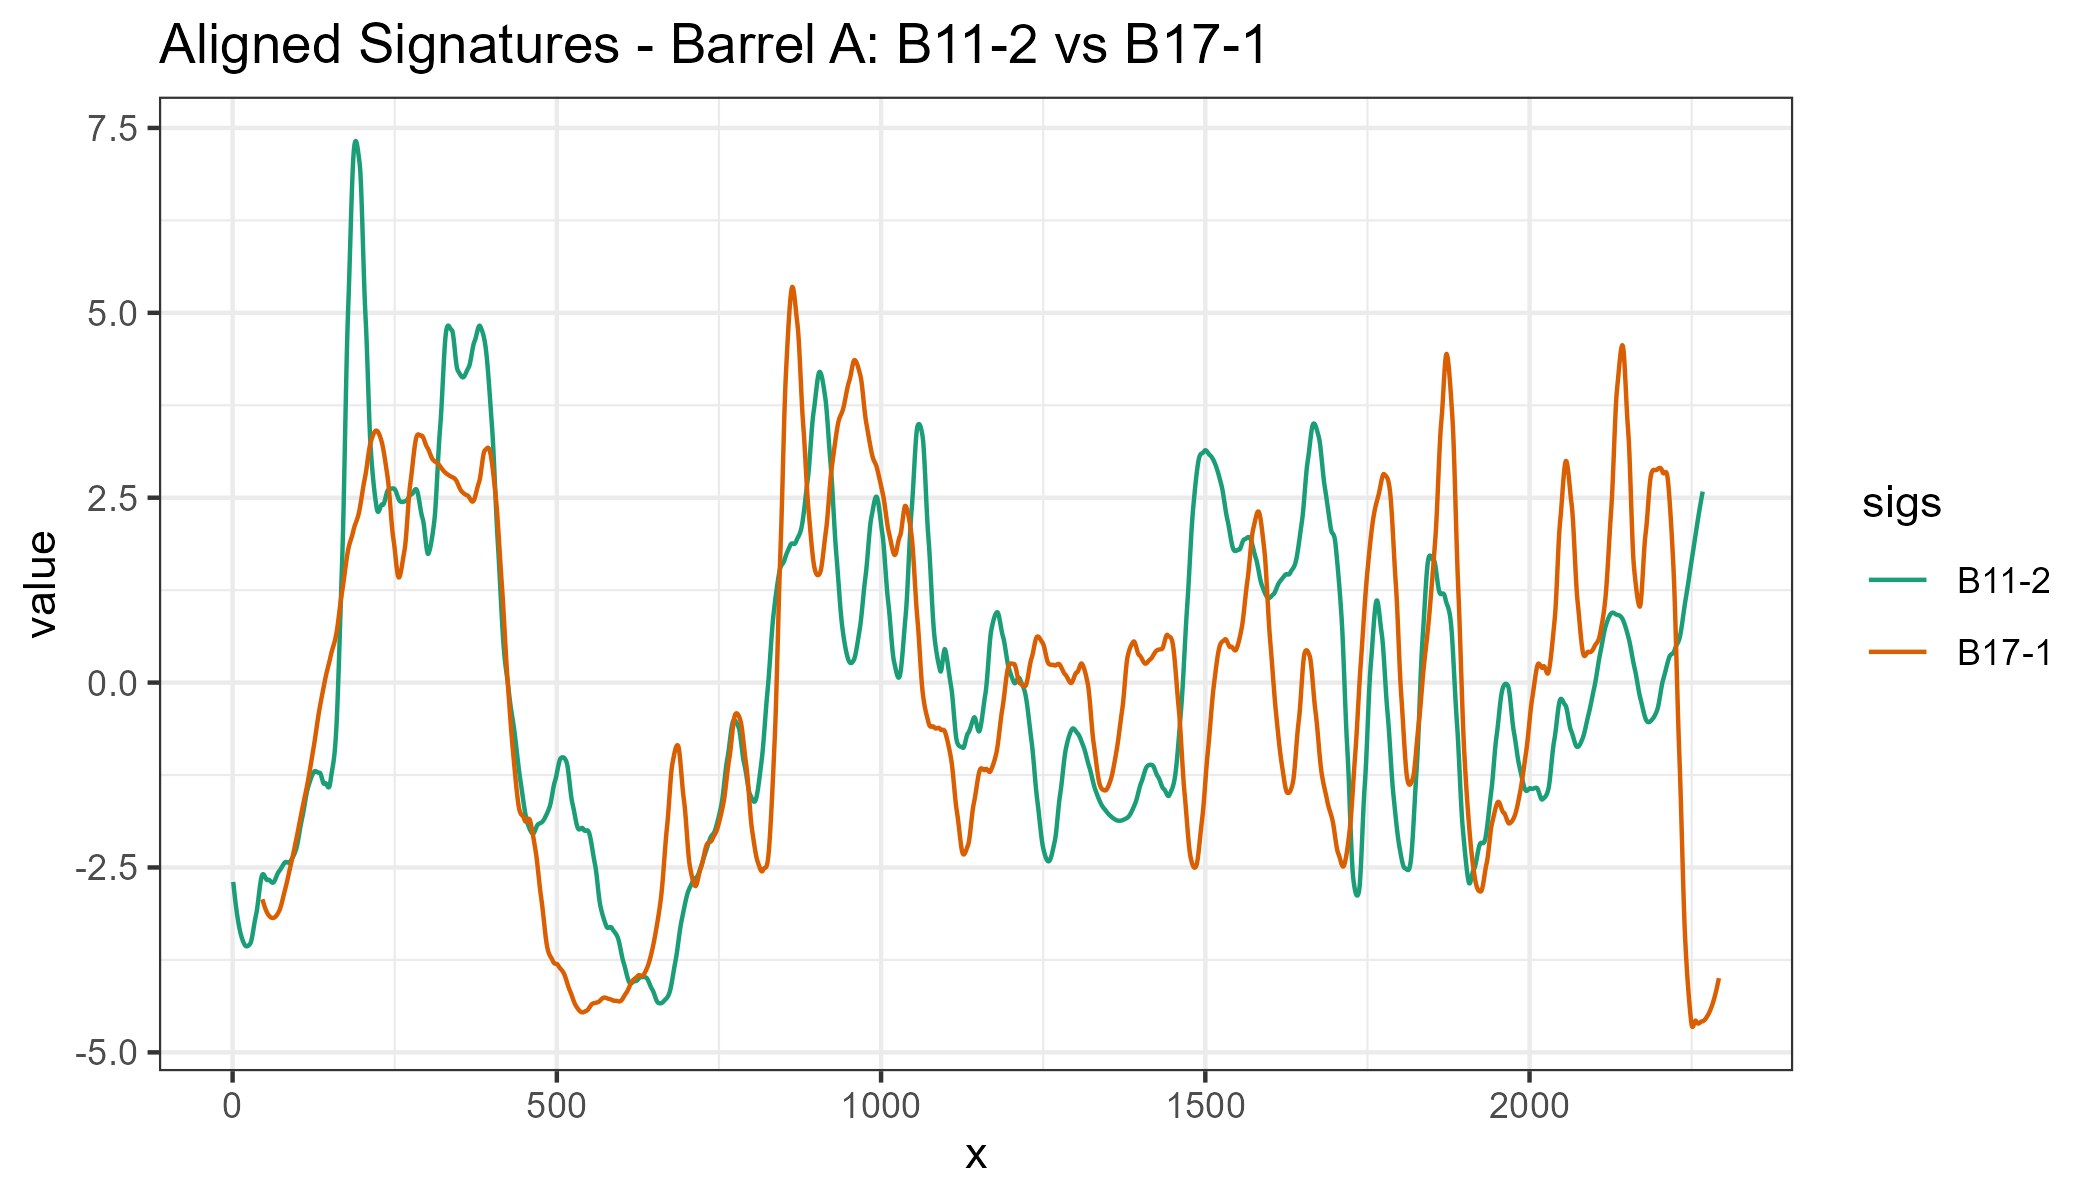 Aligned Signatures - Barrel A: B11-2 vs B17-1
7.5
5.0
2.5
0.0
-2.5
-5.0
value
0 500 1000 1500 2000
x
sigs
B11-2
B17-1